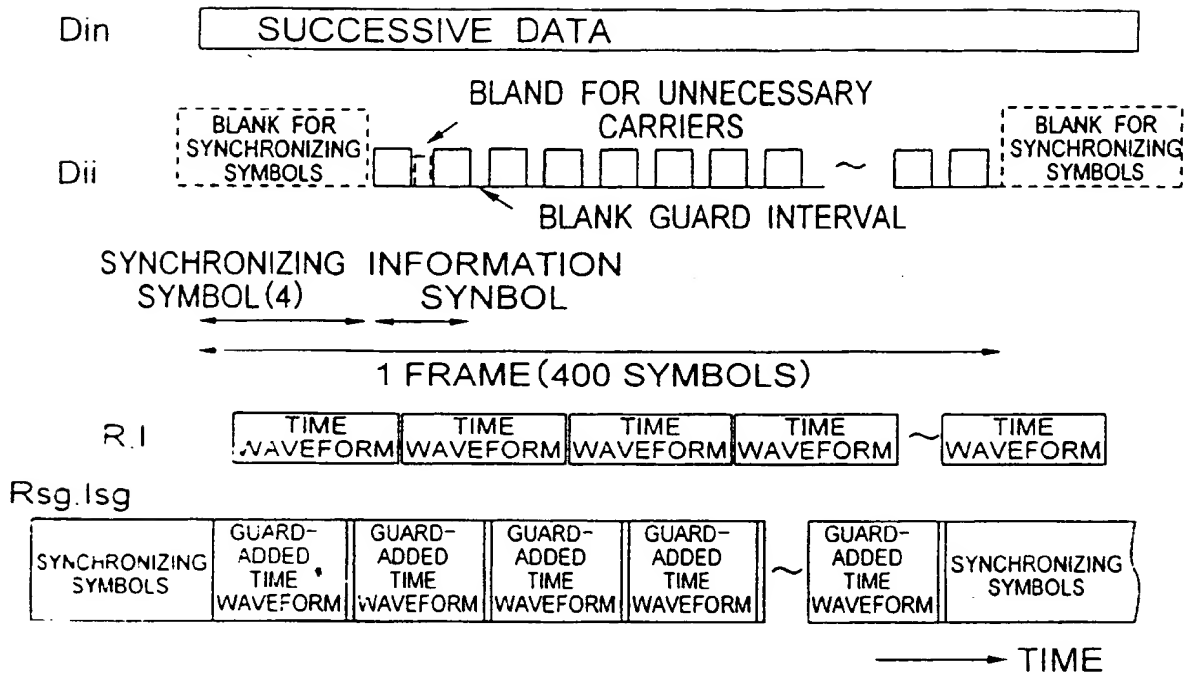 Din SUCCESSIVE DATA
BLAND FOR UNNECESSARY
CARRIERS
BLANK FOR
SYNCHRONIZING
SYMBOLS
BLANK FOR
SYNCHRONIZING
SYMBOLS
Dii ~
BLANK GUARD INTERVAL
SYNCHRONIZING
SYMBOL(4)
INFORMATION
SYNBOL
1 FRAME(400 SYMBOLS)
R.I
TIME
WAVEFORM
TIME
WAVEFORM
TIME
WAVEFORM
TIME
WAVEFORM
~
TIME
WAVEFORM
Rsg.Isg
SYNCHRONIZING
SYMBOLS
GUARD-
ADDED
TIME
WAVEFORM
GUARD-
ADDED
TIME
WAVEFORM
GUARD-
ADDED
TIME
WAVEFORM
GUARD-
ADDED
TIME
WAVEFORM
~
GUARD-
ADDED
TIME
WAVEFORM
SYNCHRONIZING
SYMBOLS
TIME